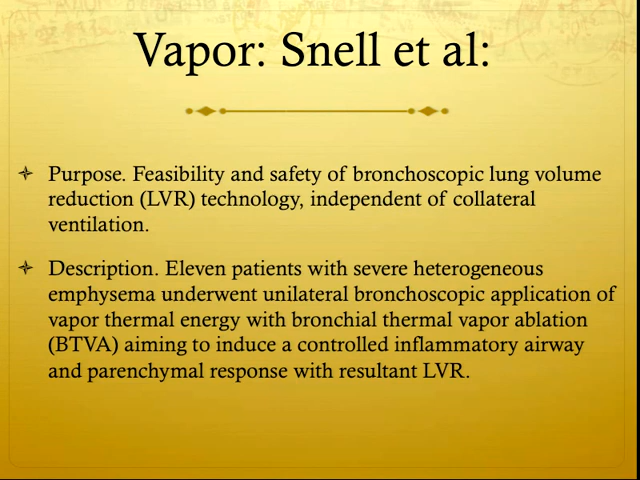 Vapor: Snell et al:
Purpose. Feasibility and safety of bronchoscopic lung volume
reduction (LVR) technology, independent of collateral
ventilation.
Description. Eleven patients with severe heterogeneous
emphysema underwent unilateral bronchoscopic application of
vapor thermal energy with bronchial thermal vapor ablation
(BTVA) aiming to induce a controlled inflammatory airway
and parenchymal response with resultant LVR.